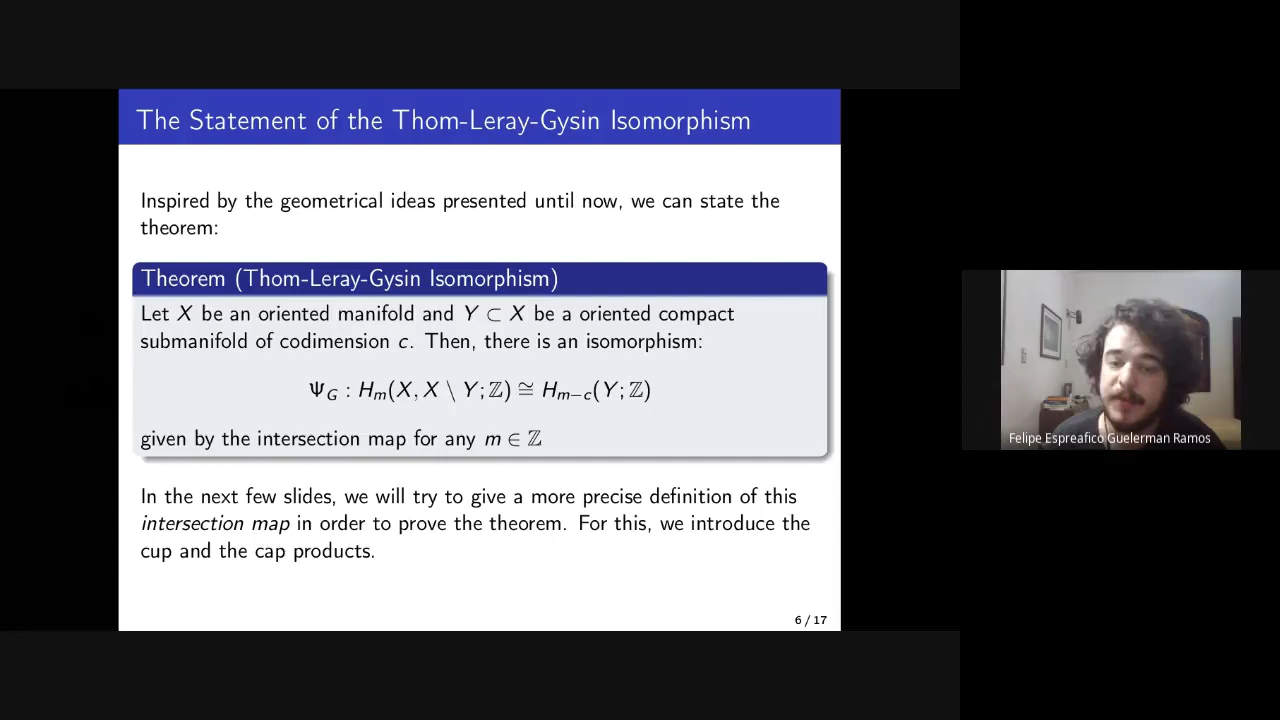 The Statement of the Thom-Leray-Gysin Isomorphism
Inspired by the geometrical ideas presented until now, we can state the
theorem:
Theorem (Thom-Leray-Gysin Isomorphism)
Let X be an oriented manifold and Y ⊂ X be a oriented compact
submanifold of codimension c. Then, there is an isomorphism:
Ψ_G : H_m(X, X \ Y; ℤ) ≅ H_{m−c}(Y; ℤ)
given by the intersection map for any m ∈ ℤ
In the next few slides, we will try to give a more precise definition of this
intersection map in order to prove the theorem. For this, we introduce the
cup and the cap products.
6 / 17
Felipe Espreafico Guelerman Ramos